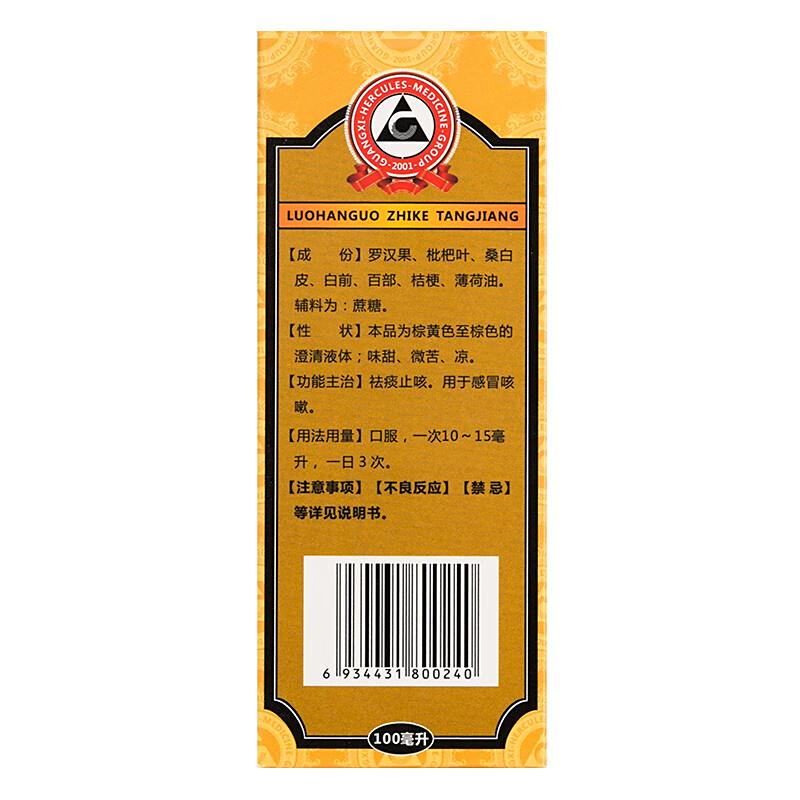 GUANGXI-HERCULES-MEDICINE-GROUP
·2001·
LUOHANGUO ZHIKE TANGJIANG
【成 份】罗汉果、枇杷叶、桑白
皮、白前、百部、桔梗、薄荷油。
辅料为：蔗糖。
【性 状】本品为棕黄色至棕色的
澄清液体；味甜、微苦、凉。
【功能主治】祛痰止咳。用于感冒咳
嗽。
【用法用量】口服，一次10～15毫
升，一日3次。
【注意事项】【不良反应】【禁 忌】
等详见说明书。
6 934431 800240
100毫升